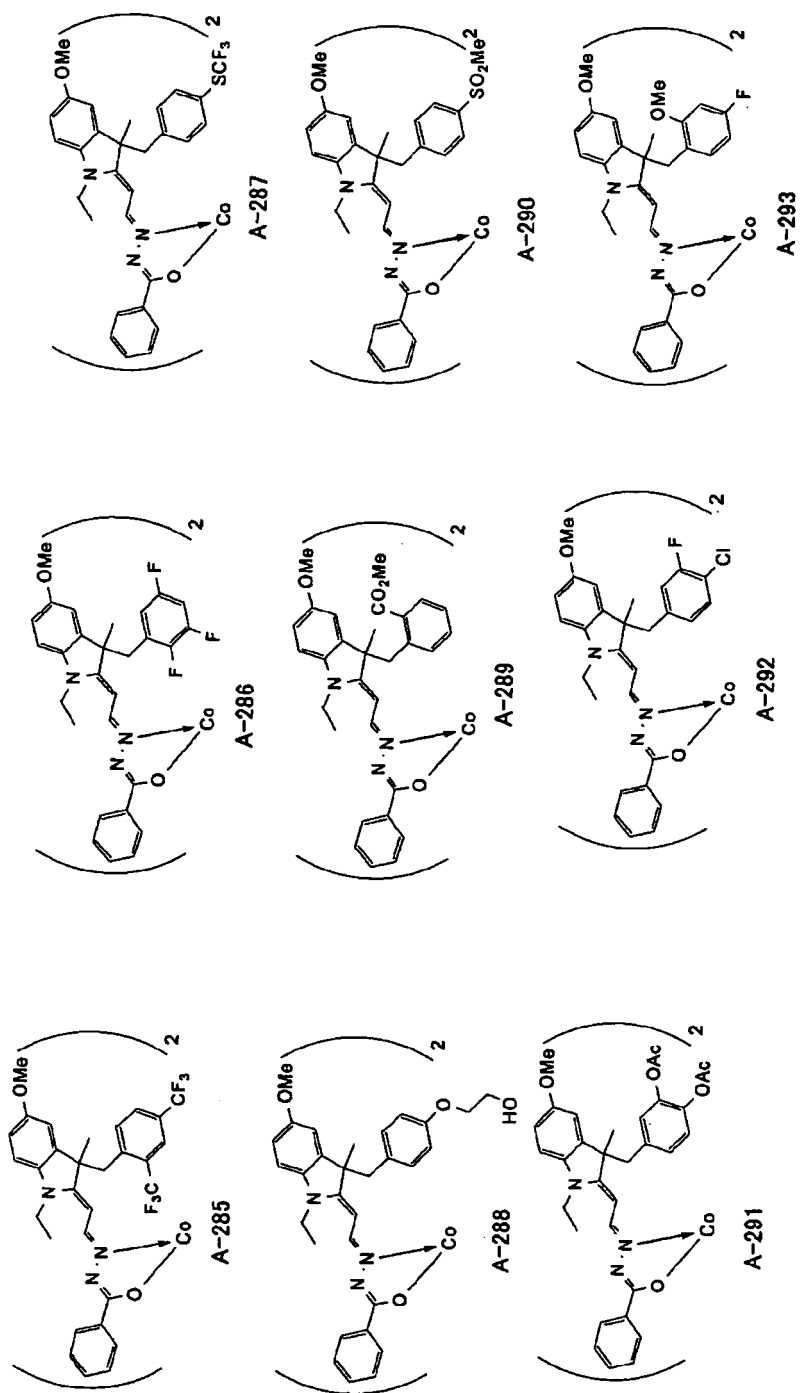 OMe
N
CF₃
F₃C
N
N
O
Co
2
A-285
OMe
N
F
F
F
N
N
O
Co
2
A-286
OMe
N
SCF₃
N
N
O
Co
2
A-287
OMe
N
O
HO
N
N
O
Co
2
A-288
OMe
N
CO₂Me
N
N
O
Co
2
A-289
OMe
N
SO₂Me
N
N
O
Co
2
A-290
OMe
N
OAc
OAc
N
N
O
Co
2
A-291
OMe
N
F
Cl
N
N
O
Co
2
A-292
OMe
N
OMe
F
N
N
O
Co
2
A-293